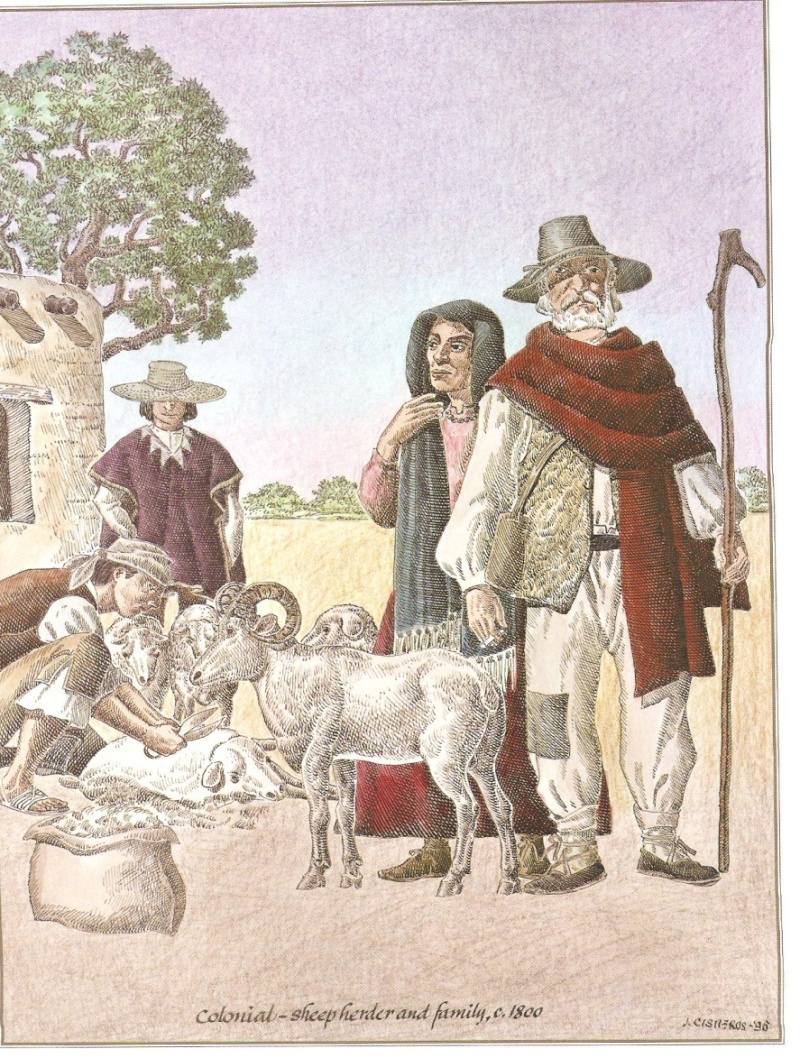 Colonial - sheep herder and family, c. 1800
J. CISNEROS - '96